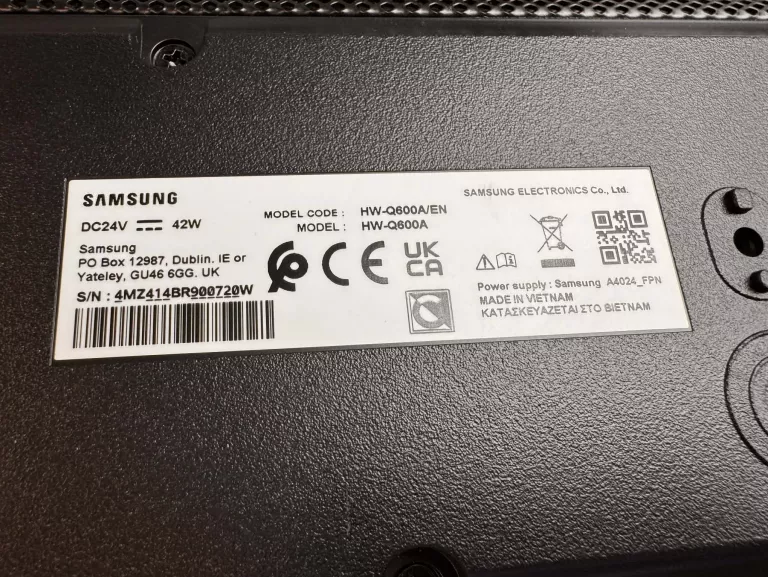 SAMSUNG
DC24V ⎓ 42W
Samsung
PO Box 12987, Dublin. IE or
Yateley, GU46 6GG. UK
S/N : 4MZ414BR900720W
MODEL CODE : HW-Q600A/EN
MODEL : HW-Q600A
CE
UK
CA
SAMSUNG ELECTRONICS Co., Ltd.
Power supply : Samsung A4024_FPN
MADE IN VIETNAM
ΚΑΤΑΣΚΕΥΑΖΕΤΑΙ ΣΤΟ ΒΙΕΤΝΑΜ